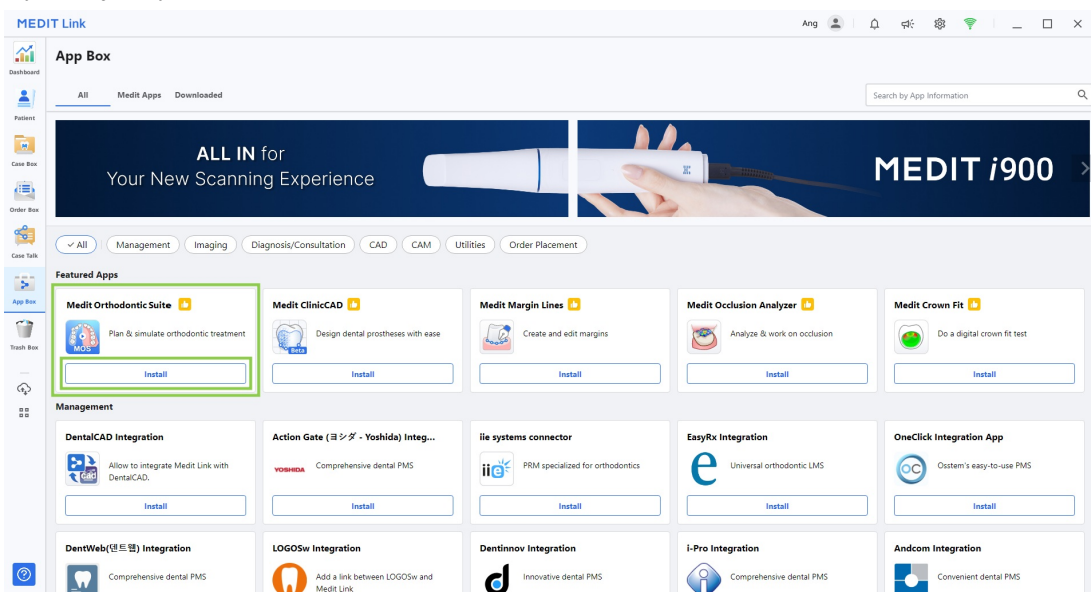 MEDIT Link
Ang
Dashboard
Patient
Case Box
Order Box
Case Talk
App Box
Trash Box
App Box
All Medit Apps Downloaded
Search by App Information
ALL IN for
Your New Scanning Experience
MEDIT i900
All Management Imaging Diagnosis/Consultation CAD CAM Utilities Order Placement
Featured Apps
Medit Orthodontic Suite
MOS
Plan & simulate orthodontic treatment
Install
Medit ClinicCAD
Beta
Design dental prostheses with ease
Install
Medit Margin Lines
Create and edit margins
Install
Medit Occlusion Analyzer
Analyze & work on occlusion
Install
Medit Crown Fit
Do a digital crown fit test
Install
Management
DentalCAD Integration
Allow to integrate Medit Link with
DentalCAD.
Install
Action Gate (ヨシダ - Yoshida) Integ...
YOSHIDA
Comprehensive dental PMS
Install
iie systems connector
iie
PRM specialized for orthodontics
Install
EasyRx Integration
e
Universal orthodontic LMS
Install
OneClick Integration App
OC
Osstem's easy-to-use PMS
Install
DentWeb(덴트웹) Integration
Comprehensive dental PMS
LOGOSw Integration
Add a link between LOGOSw and
Medit Link
Dentinnov Integration
Innovative dental PMS
i-Pro Integration
i
Comprehensive dental PMS
Andcom Integration
Convenient dental PMS